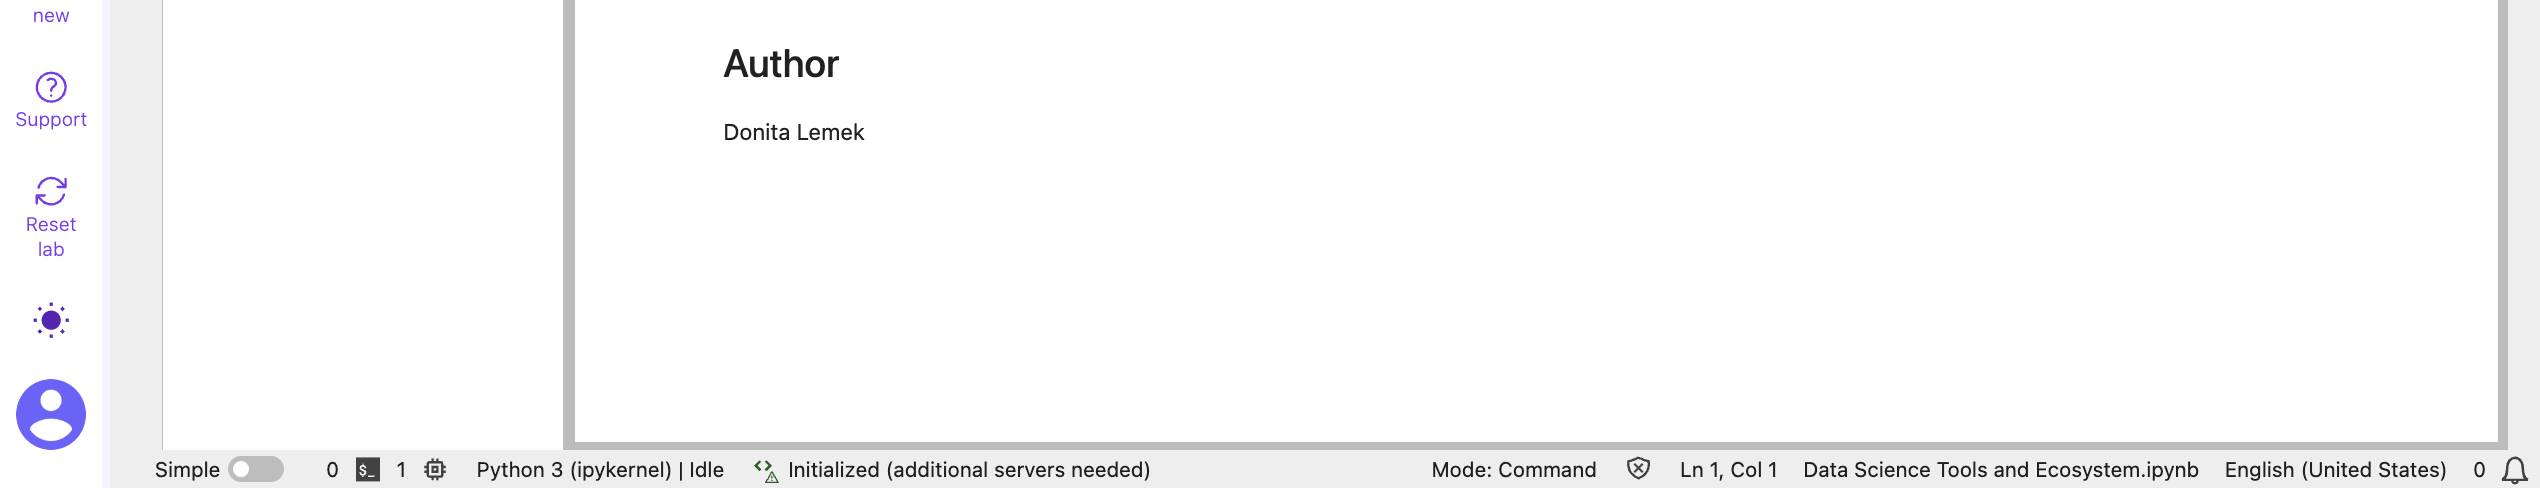 new
Support
Reset
lab
Author
Donita Lemek
Simple 0 $_ 1 Python 3 (ipykernel) | Idle Initialized (additional servers needed) Mode: Command Ln 1, Col 1 Data Science Tools and Ecosystem.ipynb English (United States) 0